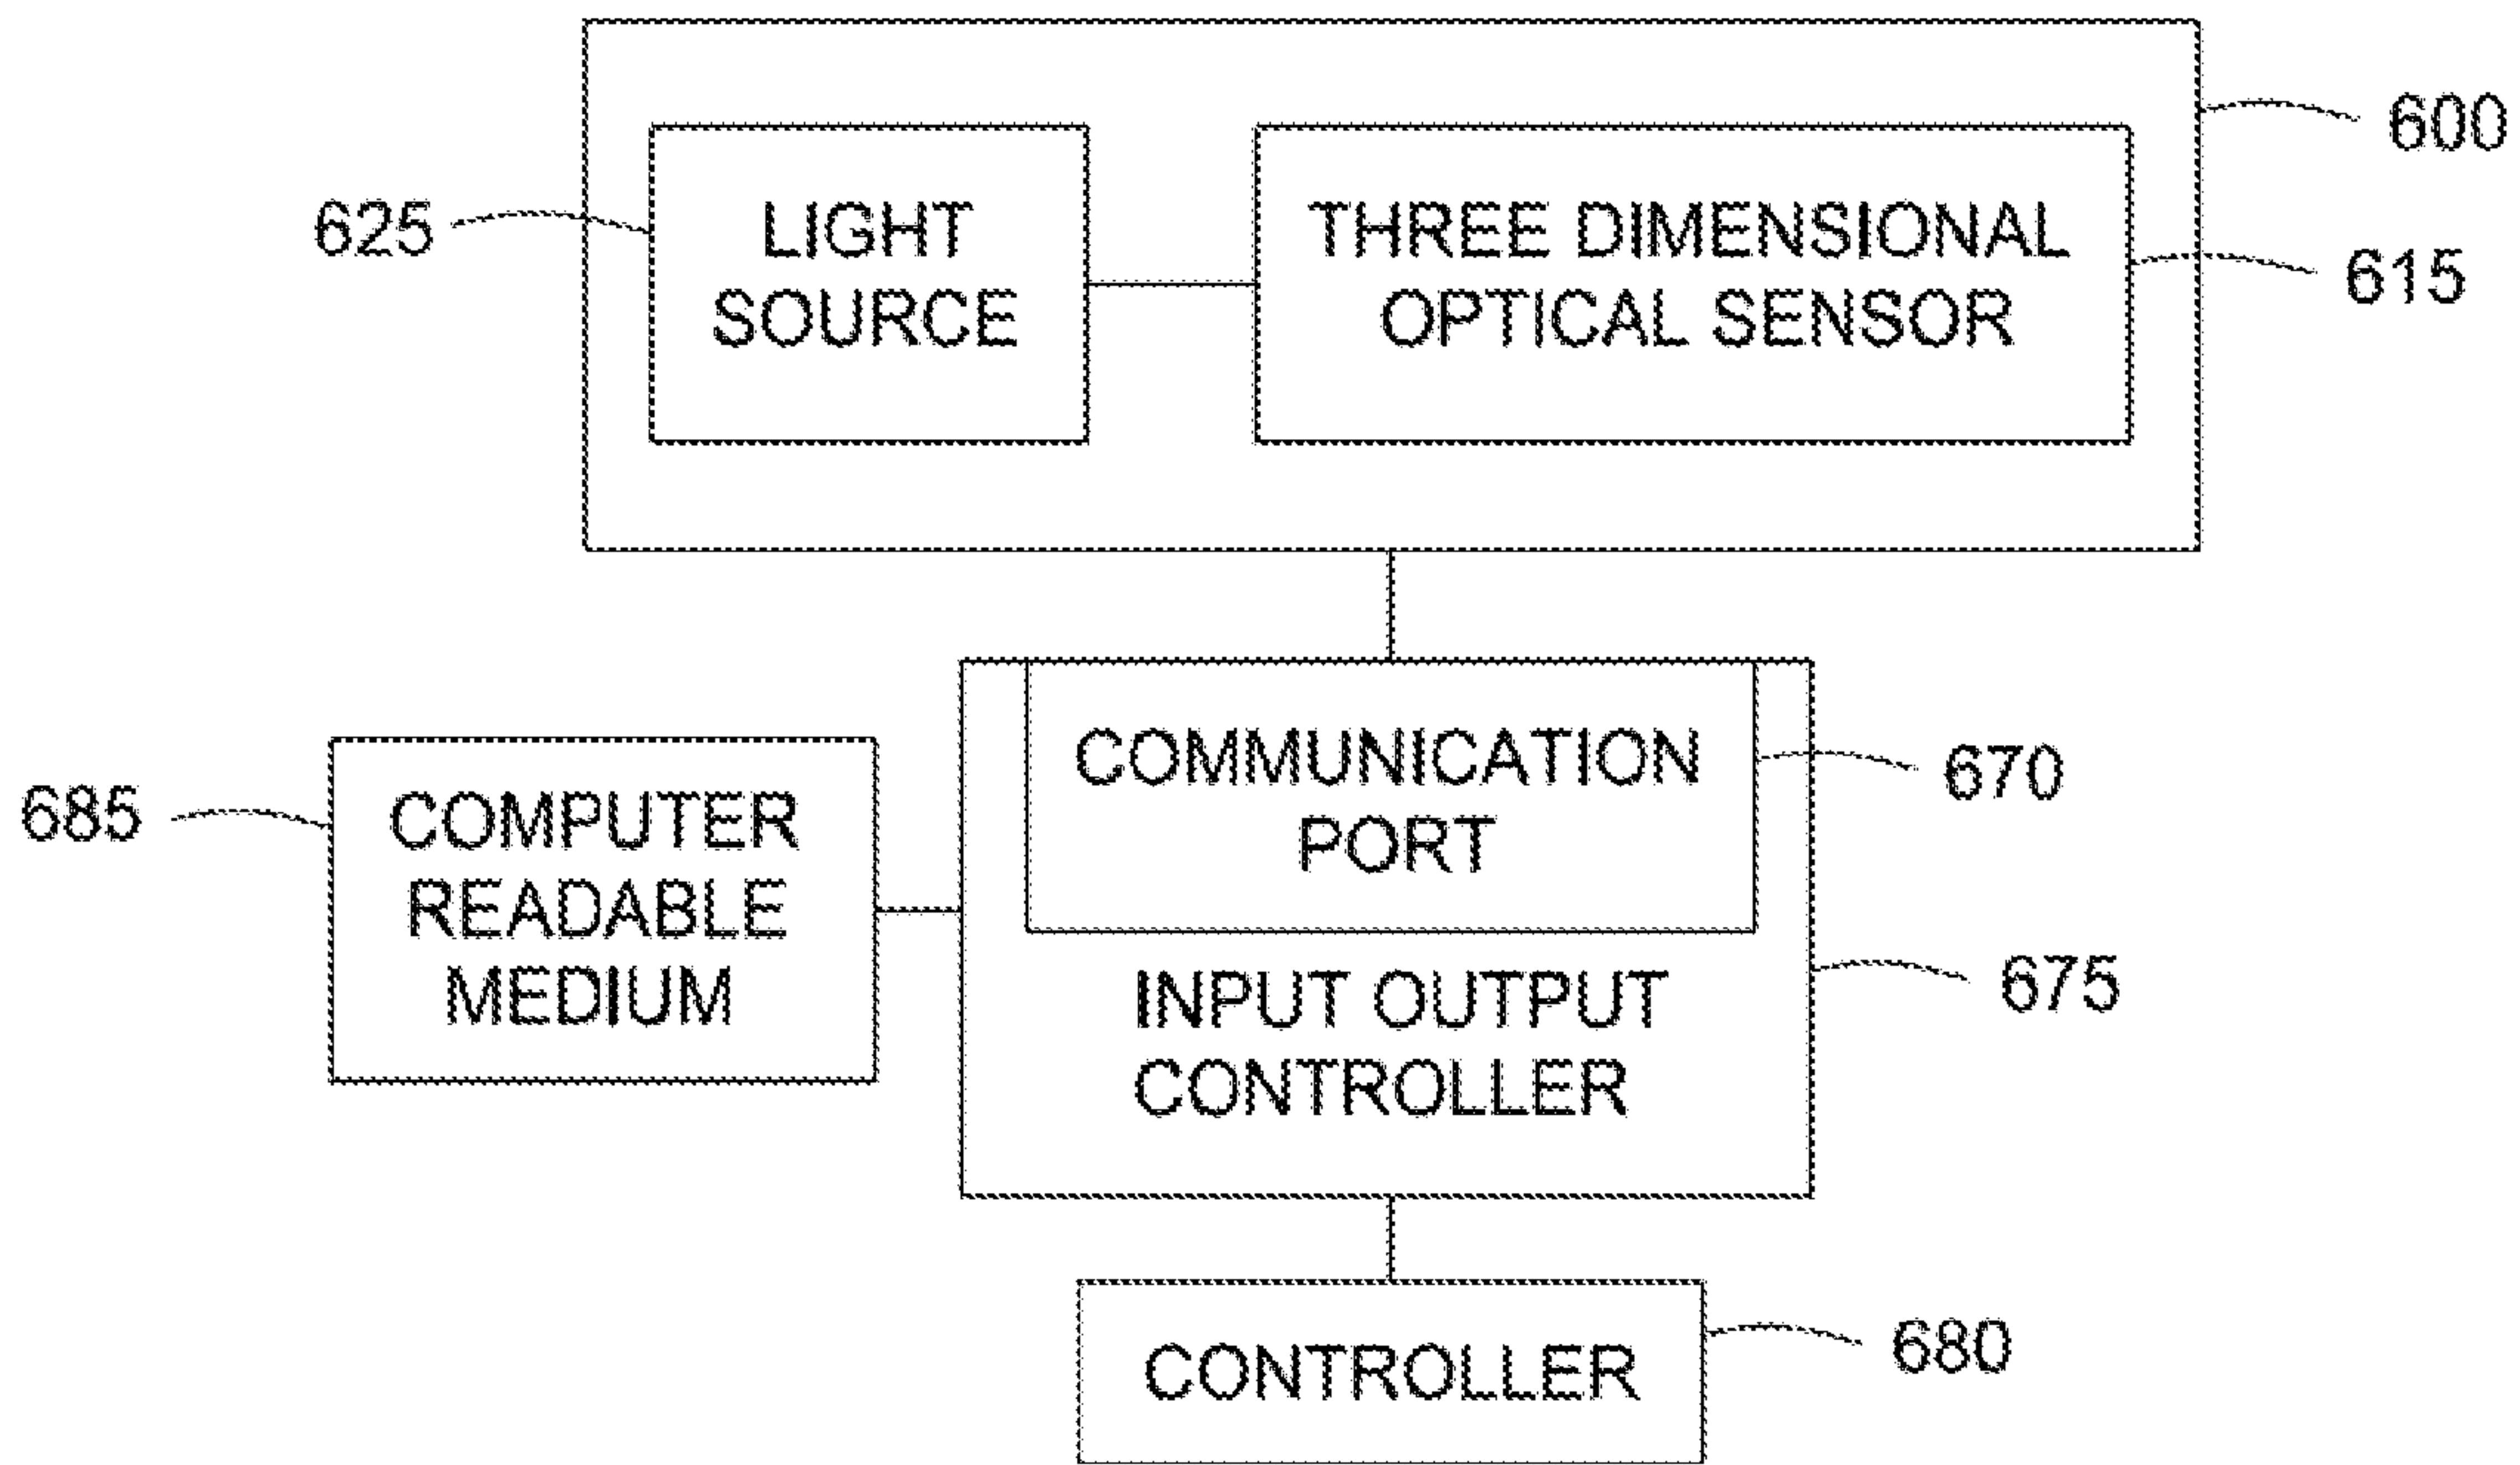 600
625
LIGHT
SOURCE
THREE DIMENSIONAL
OPTICAL SENSOR
615
COMMUNICATION
PORT
670
685
COMPUTER
READABLE
MEDIUM
INPUT OUTPUT
CONTROLLER
675
CONTROLLER
680